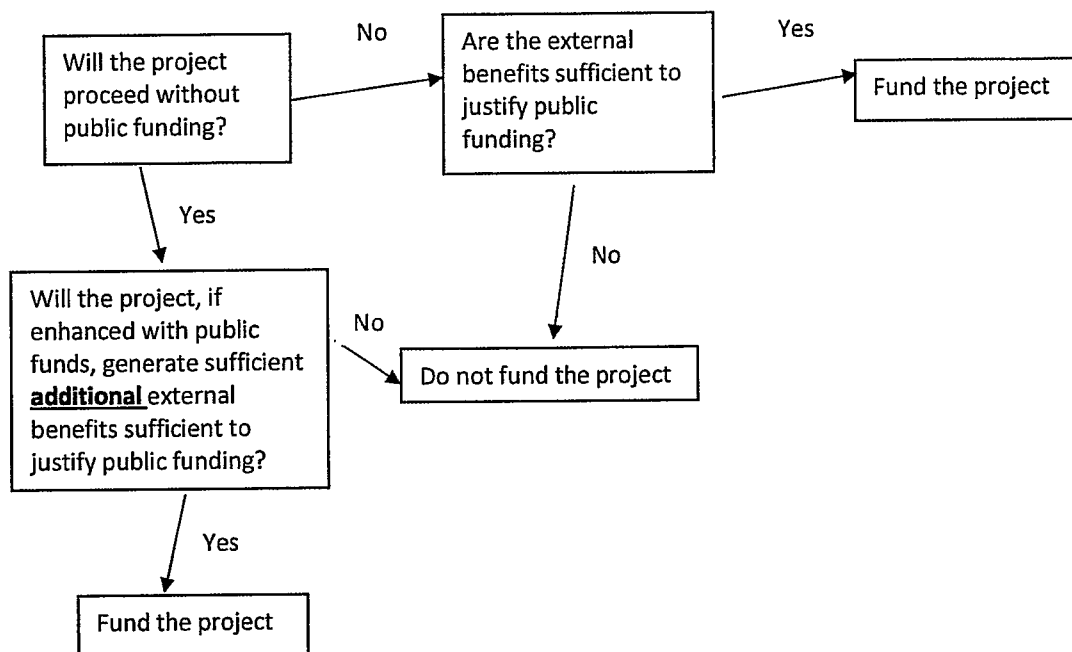 Will the project
proceed without
public funding?
No
Are the external
benefits sufficient to
justify public
funding?
Yes
Fund the project
Yes
No
Will the project, if
enhanced with public
funds, generate sufficient
additional external
benefits sufficient to
justify public funding?
No
Do not fund the project
Yes
Fund the project